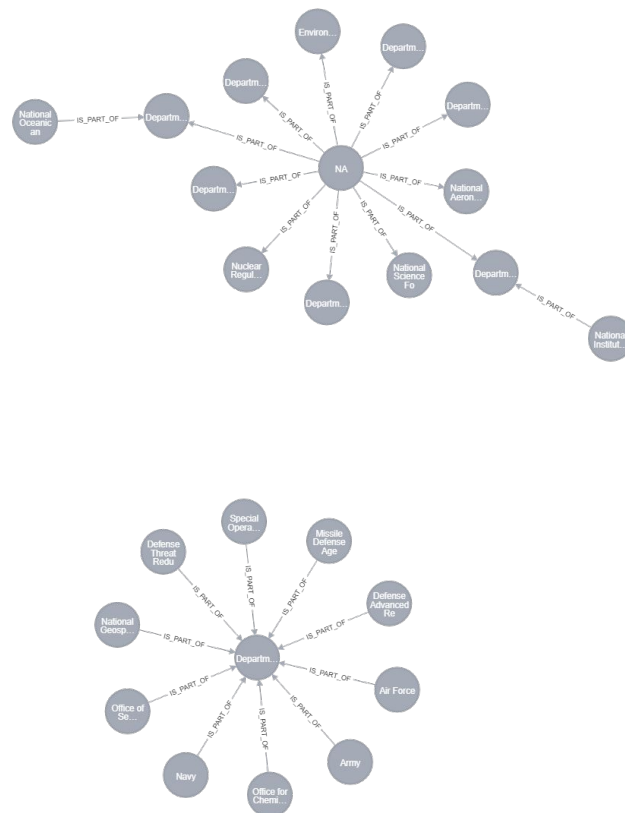 Environ...
Departm...
Departm...
Departm...
National
Oceanic
an
Departm...
NA
Departm...
National
Aeron...
Nuclear
Regul...
Departm...
National
Science
Fo
Departm...
National
Institut...
IS_PART_OF
IS_PART_OF
IS_PART_OF
IS_PART_OF
IS_PART_OF
IS_PART_OF
IS_PART_OF
IS_PART_OF
IS_PART_OF
IS_PART_OF
IS_PART_OF
IS_PART_OF
IS_PART_OF
Special
Opera...
Missile
Defense
Age
Defense
Threat
Redu
Defense
Advanced
Re
National
Geosp...
Departm...
Air Force
Office of
Se...
Navy
Army
Office for
Chemi...
IS_PART_OF
IS_PART_OF
IS_PART_OF
IS_PART_OF
IS_PART_OF
IS_PART_OF
IS_PART_OF
IS_PART_OF
IS_PART_OF
IS_PART_OF